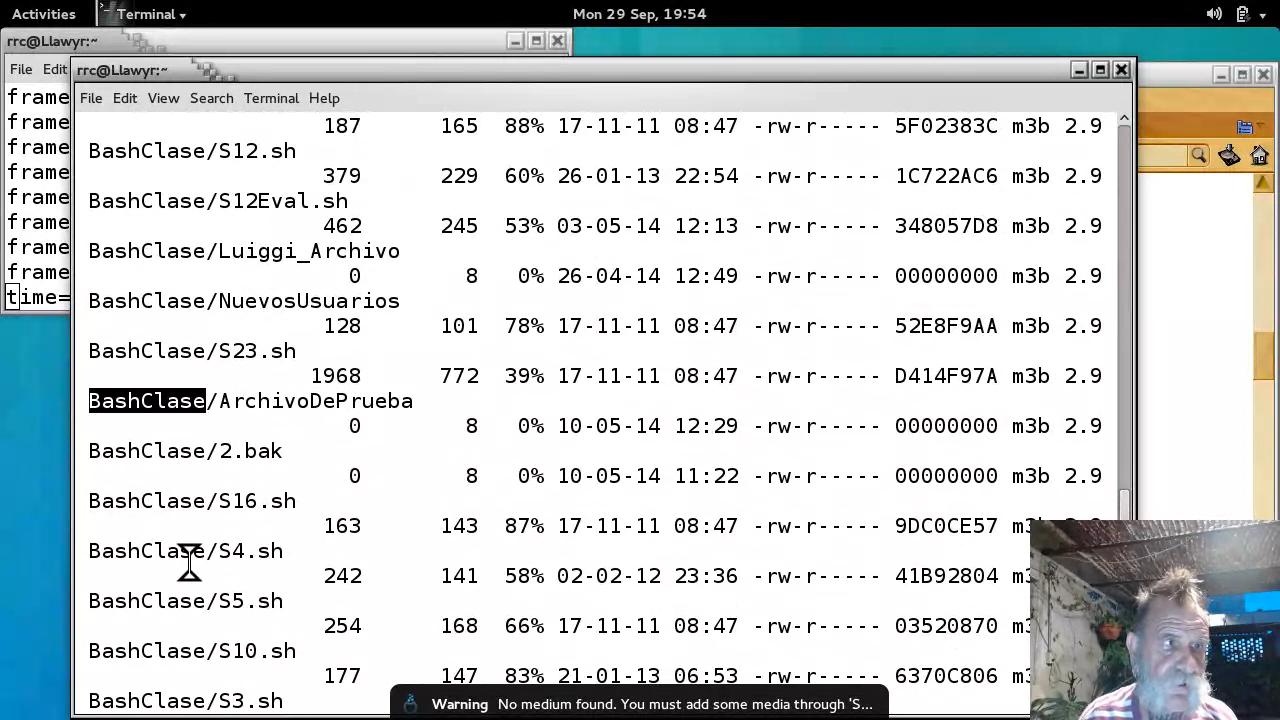 Activities Terminal Mon 29 Sep, 19:54
rrc@Llawyr:~
File Edit
frame
frame
frame
frame
frame
frame
frame
frame
time=
rrc@Llawyr:~
File Edit View Search Terminal Help
187 165 88% 17-11-11 08:47 -rw-r----- 5F02383C m3b 2.9
BashClase/S12.sh
379 229 60% 26-01-13 22:54 -rw-r----- 1C722AC6 m3b 2.9
BashClase/S12Eval.sh
462 245 53% 03-05-14 12:13 -rw-r----- 348057D8 m3b 2.9
BashClase/Luiggi_Archivo
0 8 0% 26-04-14 12:49 -rw-r----- 00000000 m3b 2.9
BashClase/NuevosUsuarios
128 101 78% 17-11-11 08:47 -rw-r----- 52E8F9AA m3b 2.9
BashClase/S23.sh
1968 772 39% 17-11-11 08:47 -rw-r----- D414F97A m3b 2.9
BashClase/ArchivoDePrueba
0 8 0% 10-05-14 12:29 -rw-r----- 00000000 m3b 2.9
BashClase/2.bak
0 8 0% 10-05-14 11:22 -rw-r----- 00000000 m3b 2.9
BashClase/S16.sh
163 143 87% 17-11-11 08:47 -rw-r----- 9DC0CE57 m3b 2.9
BashClase/S4.sh
242 141 58% 02-02-12 23:36 -rw-r----- 41B92804 m3
BashClase/S5.sh
254 168 66% 17-11-11 08:47 -rw-r----- 03520870 m3
BashClase/S10.sh
177 147 83% 21-01-13 06:53 -rw-r----- 6370C806 m3
BashClase/S3.sh
Warning No medium found. You must add some media through 'S...